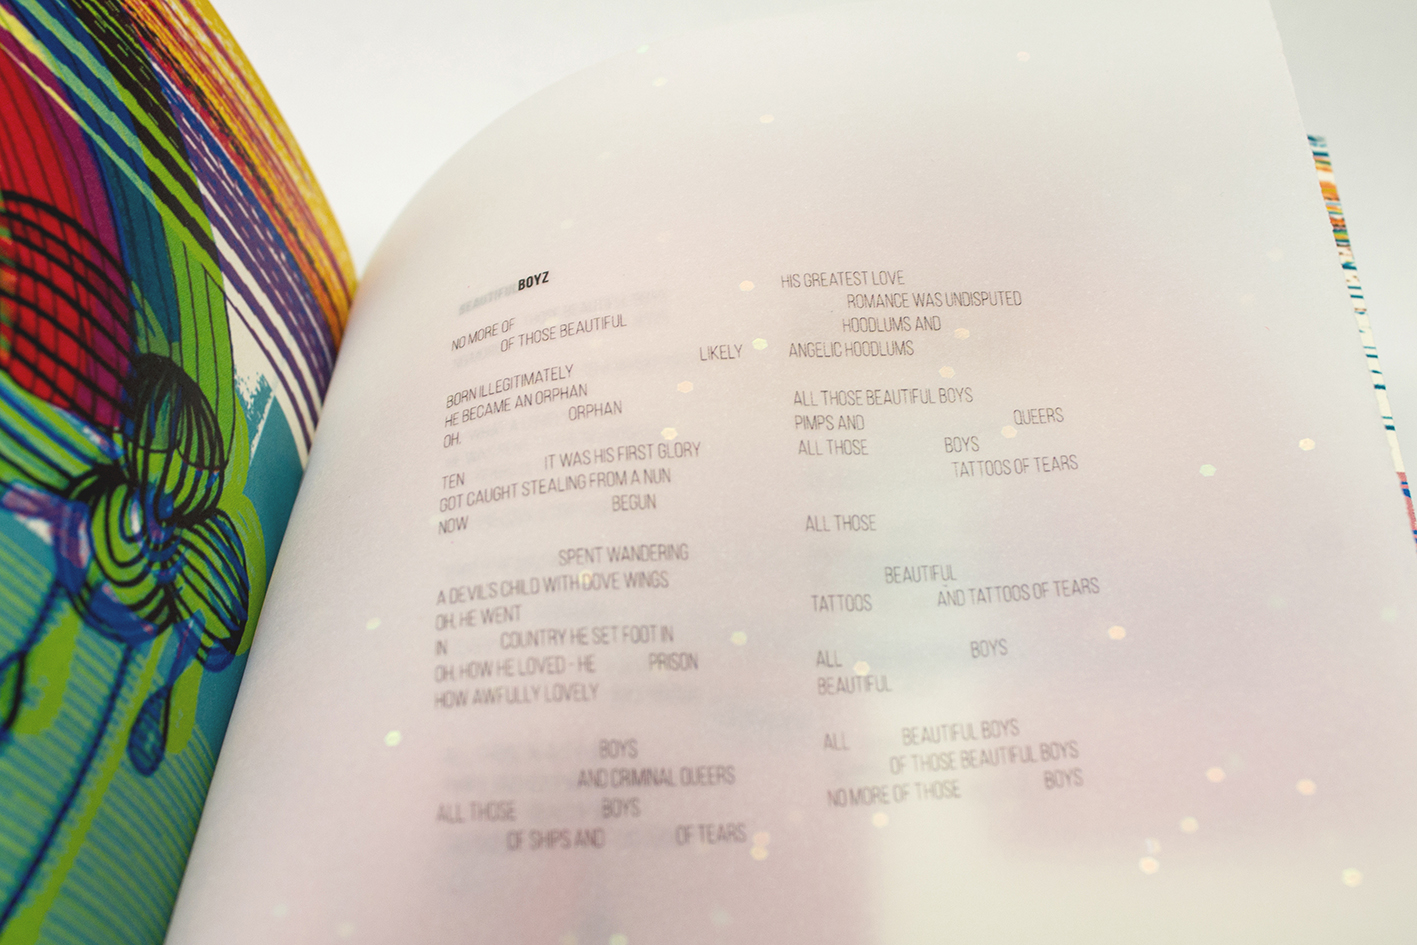 BEAUTIFULBOYZ
NO MORE OF
OF THOSE BEAUTIFUL
LIKELY
BORN ILLEGITIMATELY
HE BECAME AN ORPHAN
OH, ORPHAN
TEN IT WAS HIS FIRST GLORY
GOT CAUGHT STEALING FROM A NUN
NOW BEGUN
SPENT WANDERING
A DEVIL'S CHILD WITH DOVE WINGS
OH, HE WENT
IN COUNTRY HE SET FOOT IN
OH, HOW HE LOVED - HE PRISON
HOW AWFULLY LOVELY
BOYS
AND CRIMINAL QUEERS
ALL THOSE BOYS
OF SHIPS AND OF TEARS
HIS GREATEST LOVE
ROMANCE WAS UNDISPUTED
HOODLUMS AND
ANGELIC HOODLUMS
ALL THOSE BEAUTIFUL BOYS
PIMPS AND QUEERS
ALL THOSE BOYS
TATTOOS OF TEARS
ALL THOSE
BEAUTIFUL
TATTOOS AND TATTOOS OF TEARS
ALL BOYS
BEAUTIFUL
ALL BEAUTIFUL BOYS
OF THOSE BEAUTIFUL BOYS
NO MORE OF THOSE BOYS